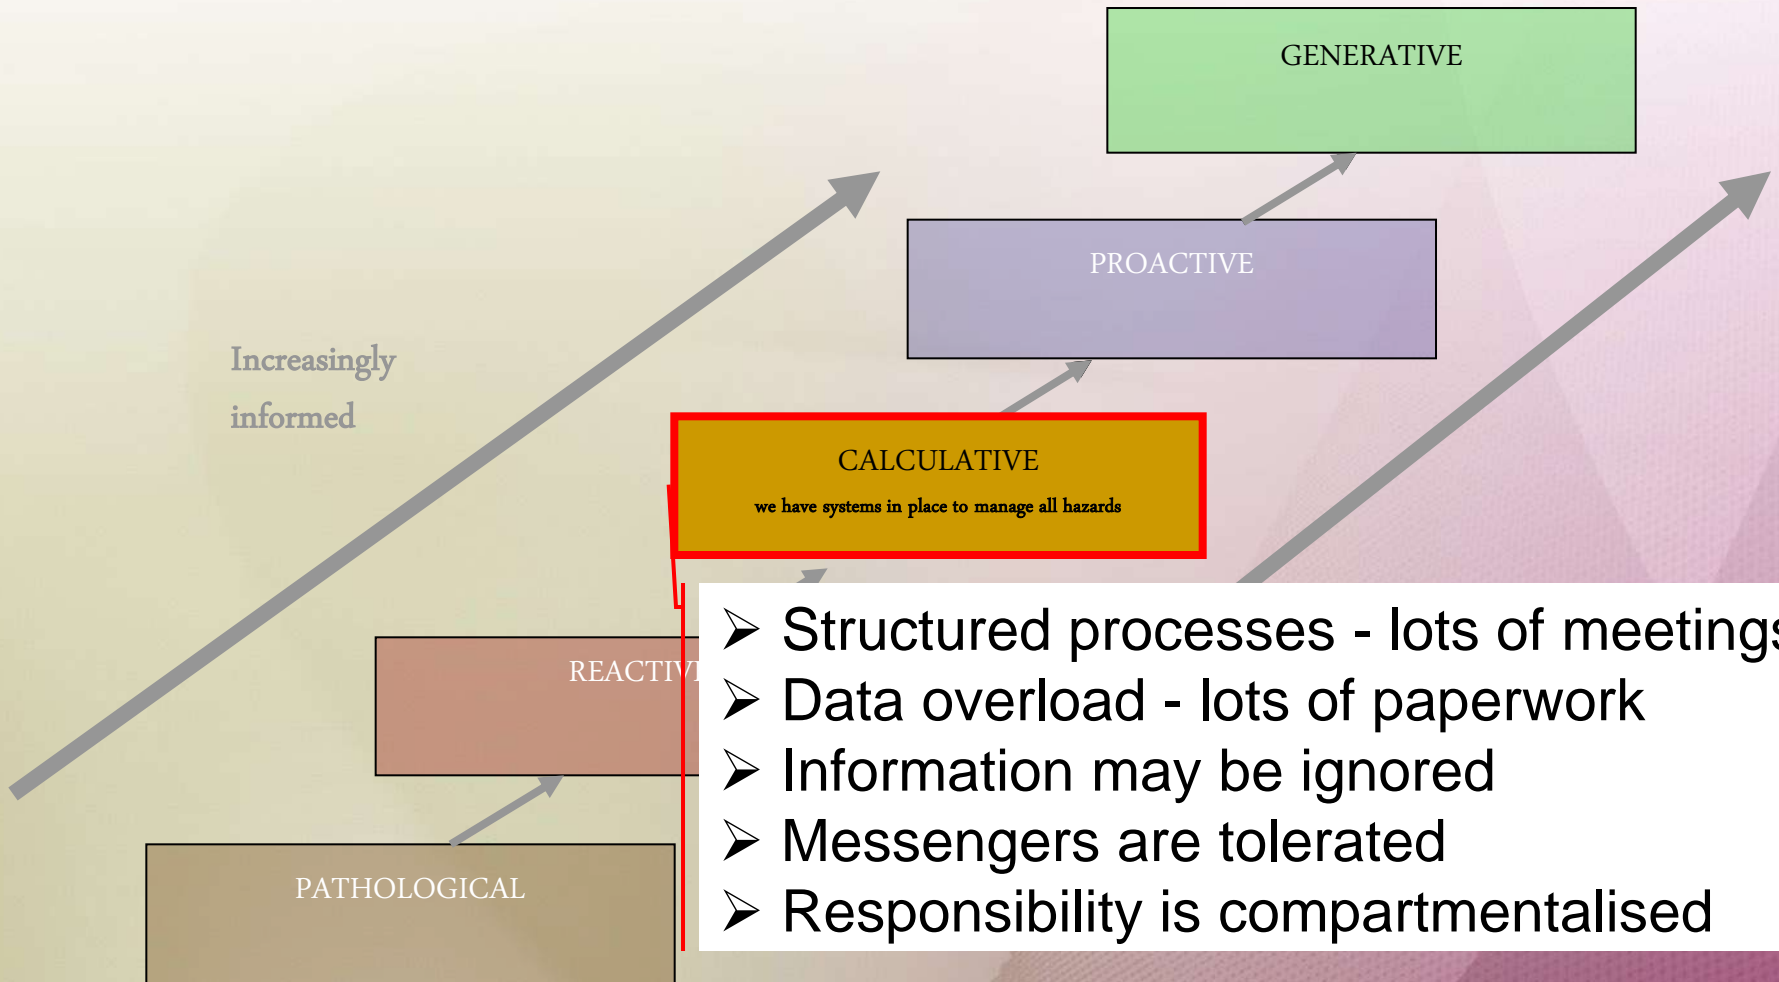 GENERATIVE
PROACTIVE
Increasingly
informed
CALCULATIVE
we have systems in place to manage all hazards
➢ Structured processes - lots of meetings
REACTIVE
➢ Data overload - lots of paperwork
➢ Information may be ignored
➢ Messengers are tolerated
PATHOLOGICAL
➢ Responsibility is compartmentalised